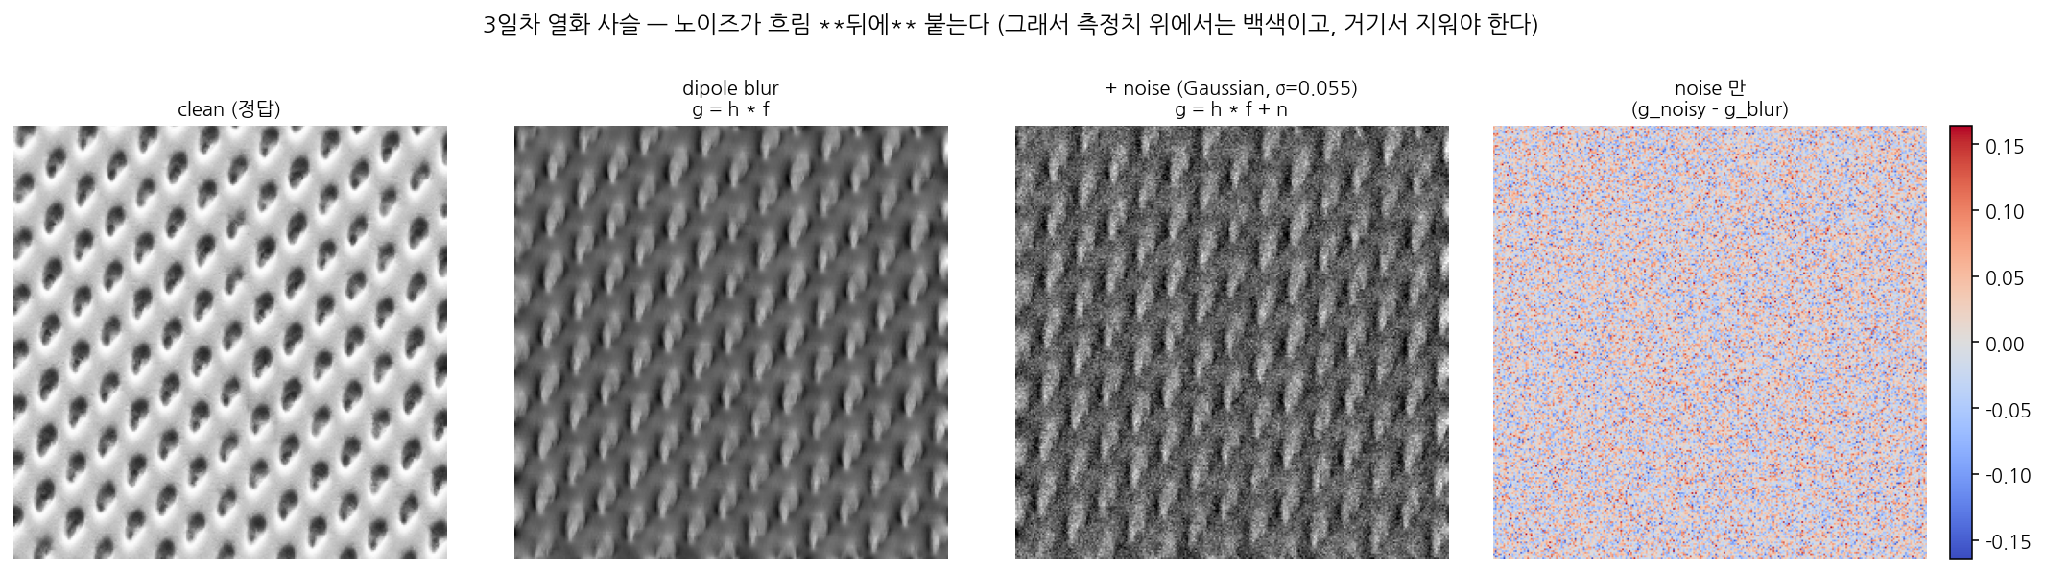 3일차 열화 사슬 — 노이즈가 흐림 **뒤에** 붙는다 (그래서 측정치 위에서는 백색이고, 거기서 지워야 한다)
clean (정답)
dipole blur
g = h * f
+ noise (Gaussian, σ=0.055)
g = h * f + n
noise 만
(g_noisy - g_blur)
0.15
0.10
0.05
0.00
-0.05
-0.10
-0.15